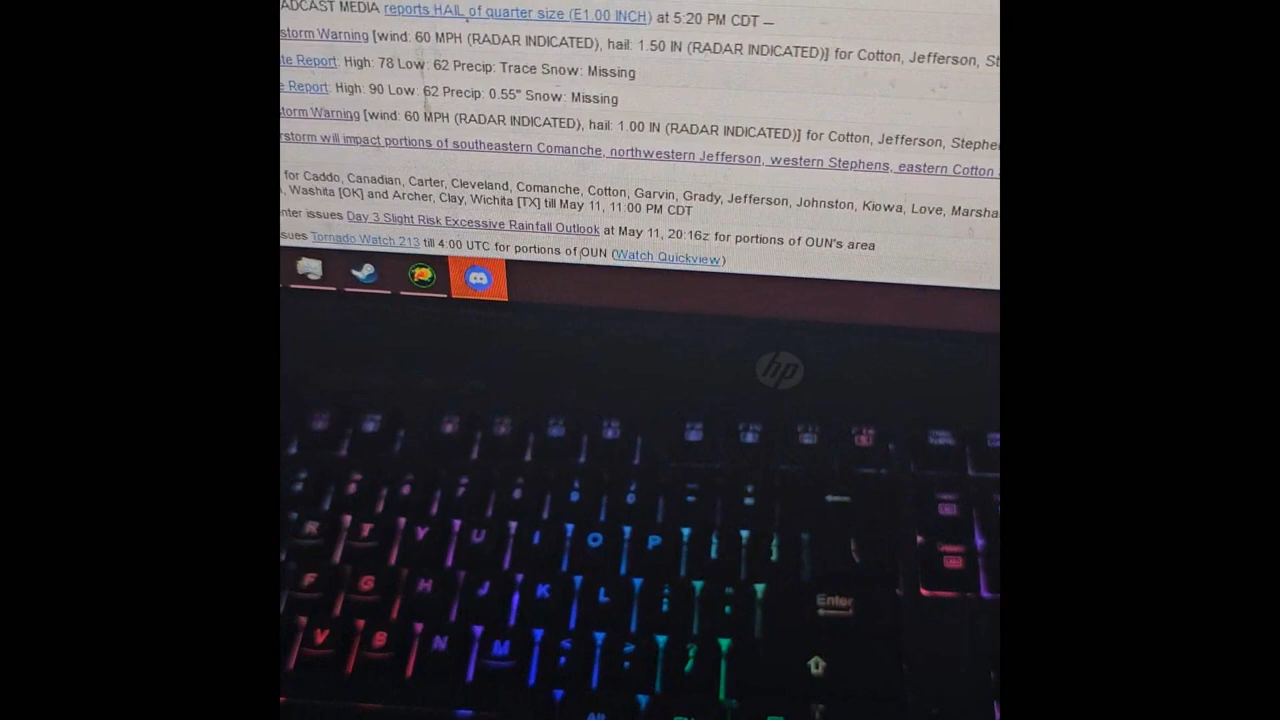 ADCAST MEDIA reports HAIL of quarter size (E1.00 INCH) at 5:20 PM CDT —
storm Warning [wind: 60 MPH (RADAR INDICATED), hail: 1.50 IN (RADAR INDICATED)] for Cotton, Jefferson, St
te Report: High: 78 Low: 62 Precip: Trace Snow: Missing
e Report: High: 90 Low: 62 Precip: 0.55" Snow: Missing
torm Warning [wind: 60 MPH (RADAR INDICATED), hail: 1.00 IN (RADAR INDICATED)] for Cotton, Jefferson, Stephe
rstorm will impact portions of southeastern Comanche, northwestern Jefferson, western Stephens, eastern Cotton
for Caddo, Canadian, Carter, Cleveland, Comanche, Cotton, Garvin, Grady, Jefferson, Johnston, Kiowa, Love, Marsha
, Washita [OK] and Archer, Clay, Wichita [TX] till May 11, 11:00 PM CDT
nter issues Day 3 Slight Risk Excessive Rainfall Outlook at May 11, 20:16z for portions of OUN's area
sues Tornado Watch 213 till 4:00 UTC for portions of OUN (Watch Quickview)
hp
R T Y U I O P
F G H J K L Enter
V B N M